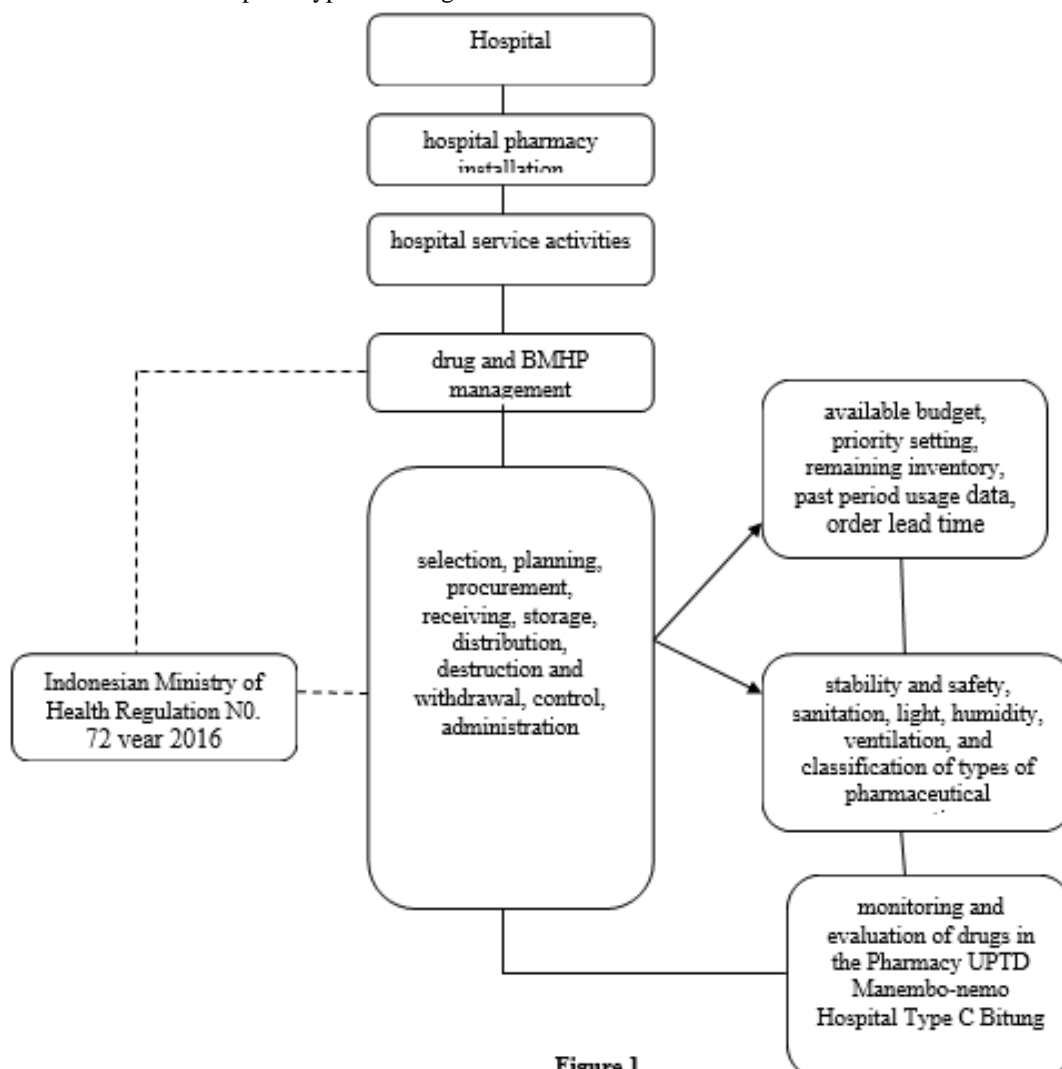 Hospital
hospital pharmacy
installation
hospital service activities
drug and BMHP
management
available budget,
priority setting,
remaining inventory,
past period usage data,
order lead time
selection, planning,
procurement,
receiving, storage,
distribution,
destruction and
withdrawal, control,
administration
Indonesian Ministry of
Health Regulation N0.
72 year 2016
stability and safety,
sanitation, light, humidity,
ventilation, and
classification of types of
pharmaceutical
monitoring and
evaluation of drugs in
the Pharmacy UPTD
Manembo-nemo
Hospital Type C Bitung
Figure 1